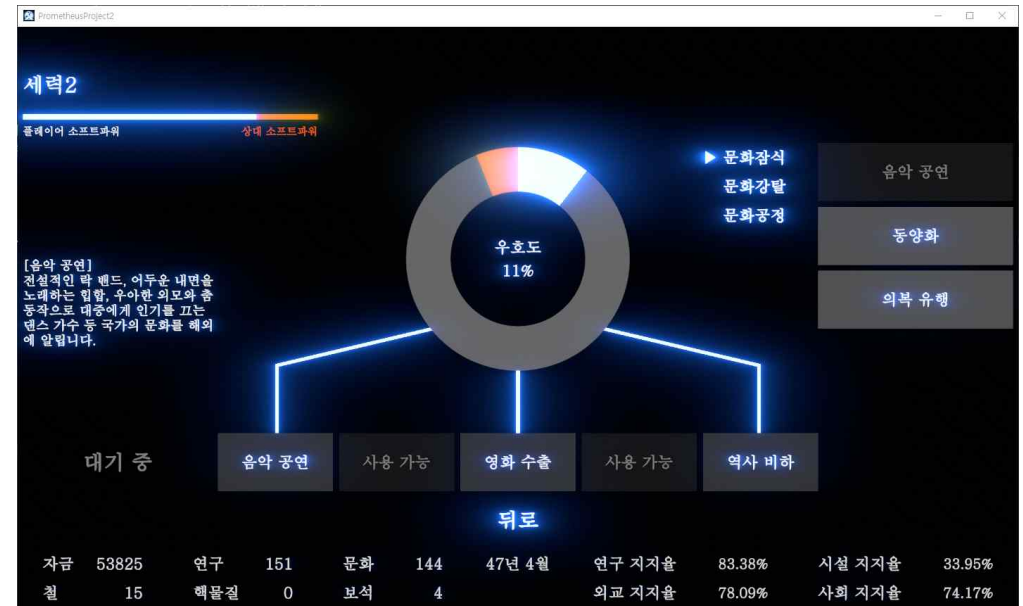 PrometheusProject2
세력2
플레이어 소프트파워 상대 소프트파워
▶ 문화잠식
문화강탈
문화공정
음악 공연
동양화
의복 유행
우호도
11%
[음악 공연]
전설적인 락 밴드, 어두운 내면을
노래하는 힙합, 우아한 외모와 춤
동작으로 대중에게 인기를 끄는
댄스 가수 등 국가의 문화를 해외
에 알립니다.
대기 중 음악 공연 사용 가능 영화 수출 사용 가능 역사 비하
뒤로
자금 53825 연구 151 문화 144 47년 4월 연구 지지율 83.38% 시설 지지율 33.95%
철 15 핵물질 0 보석 4 외교 지지율 78.09% 사회 지지율 74.17%